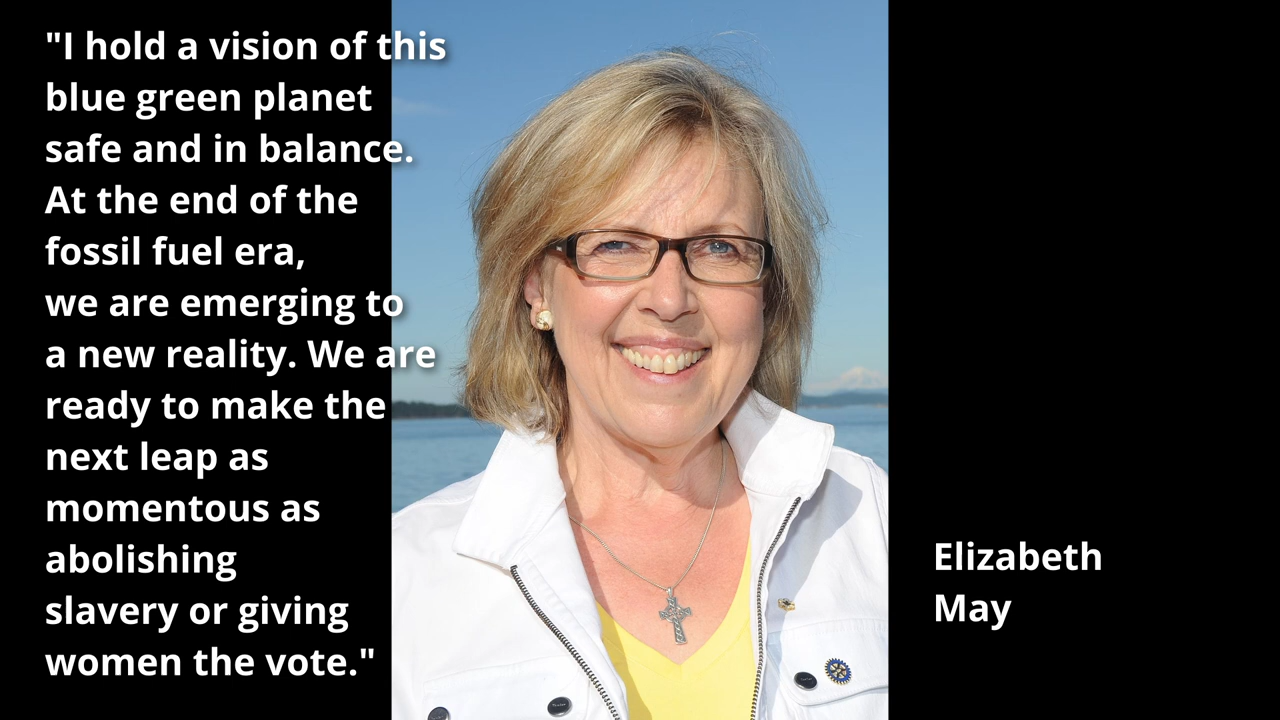 "I hold a vision of this
blue green planet
safe and in balance.
At the end of the
fossil fuel era,
we are emerging to
a new reality. We are
ready to make the
next leap as
momentous as
abolishing
slavery or giving
women the vote."
Elizabeth
May